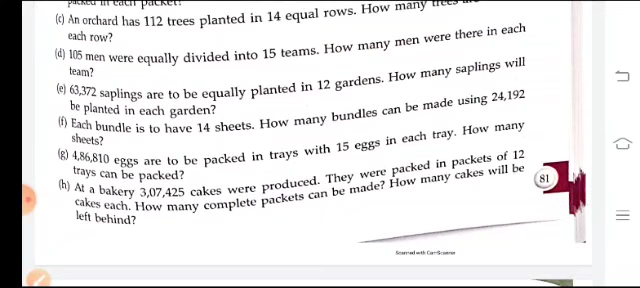 packed in each packet?
(c) An orchard has 112 trees planted in 14 equal rows. How many trees
each row?
(d) 105 men were equally divided into 15 teams. How many men were there in each
team?
(e) 63,372 saplings are to be equally planted in 12 gardens. How many saplings will
be planted in each garden?
(f) Each bundle is to have 14 sheets. How many bundles can be made using 24,192
sheets?
(g) 4,86,810 eggs are to be packed in trays with 15 eggs in each tray. How many
trays can be packed?
(h) At a bakery 3,07,425 cakes were produced. They were packed in packets of 12
cakes each. How many complete packets can be made? How many cakes will be
left behind?
81
Scanned with CamScanner